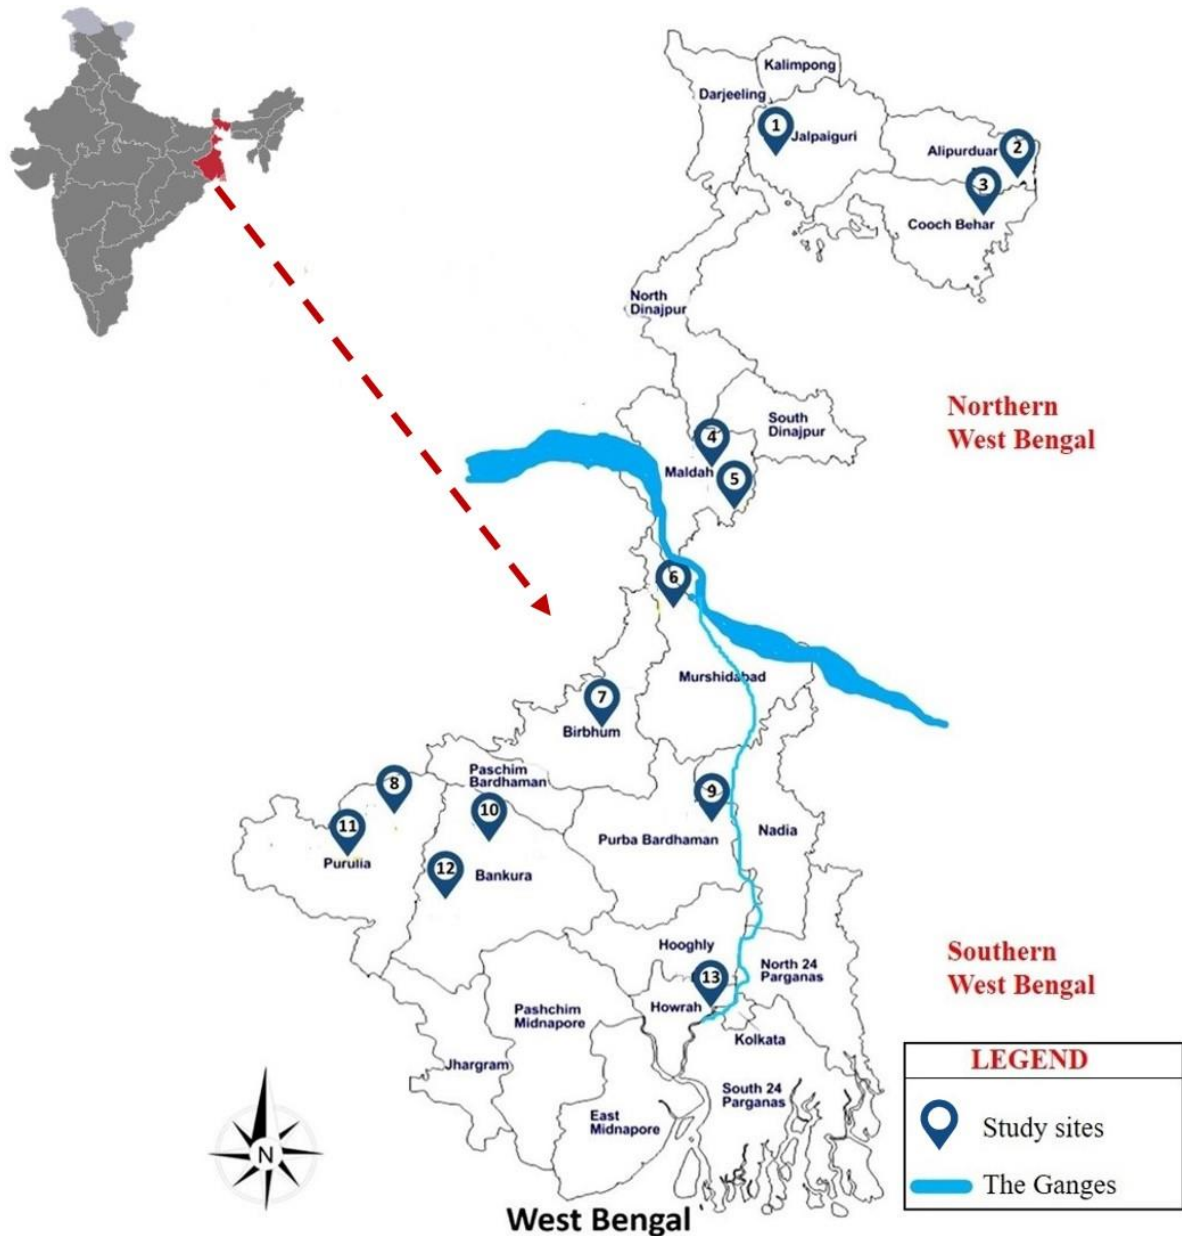 Kalimpong
Darjeeling
1
Jalpaiguri
2
Alipurduar
3
Cooch Behar
North
Dinajpur
Northern
West Bengal
South
Dinajpur
4
Maldah
5
6
Murshidabad
7
Birbhum
Paschim
Bardhaman
8
9
10
11
Purba Bardhaman
Nadia
Purulia
12
Bankura
Hooghly
Southern
West Bengal
North 24
Parganas
13
Howrah
Pashchim
Midnapore
Kolkata
Jhargram
South 24
Parganas
East
Midnapore
LEGEND
Study sites
The Ganges
N
West Bengal